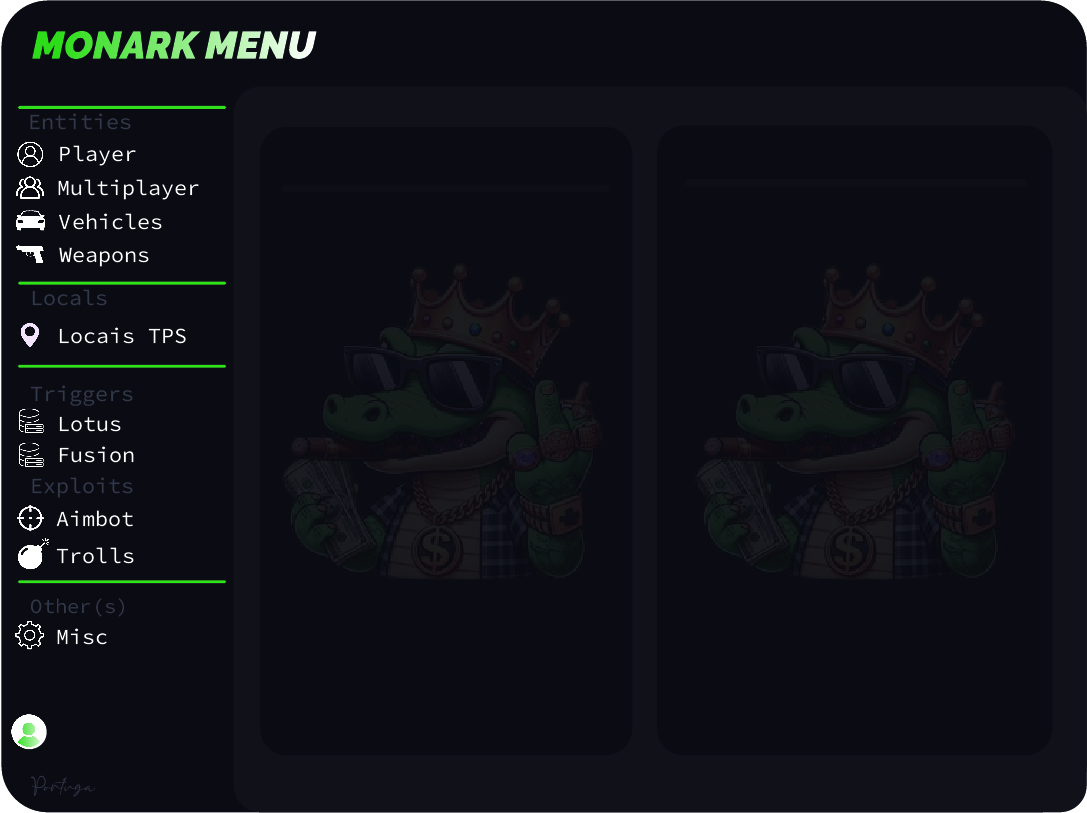 MONARK MENU
Entities
Player
Multiplayer
Vehicles
Weapons
Locals
Locais TPS
Triggers
Lotus
Fusion
Exploits
Aimbot
Trolls
Other(s)
Misc
Portuga
$
$